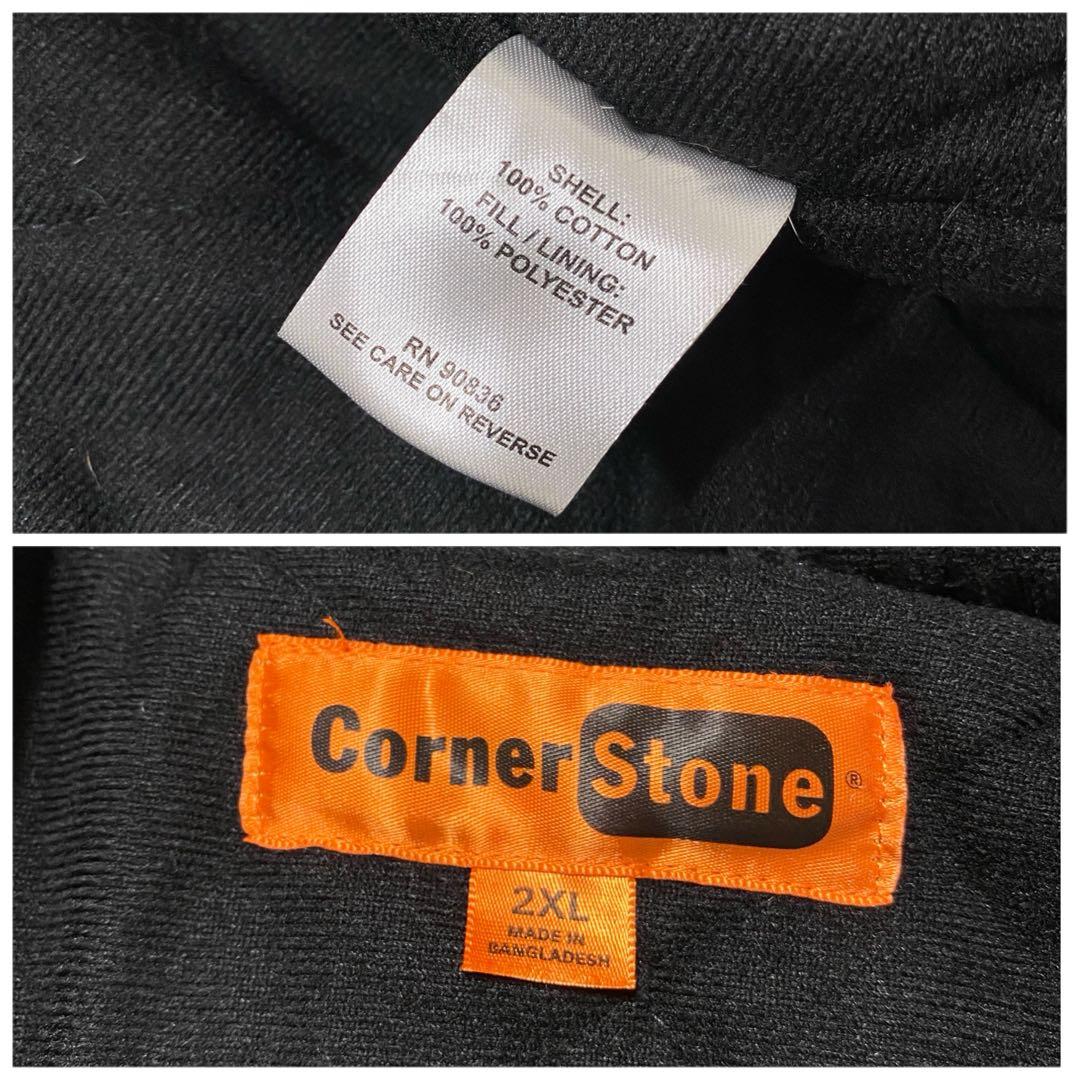 SHELL:
100% COTTON
FILL / LINING:
100% POLYESTER
RN 90836
SEE CARE ON REVERSE
CornerStone®
2XL
MADE IN
BANGLADESH